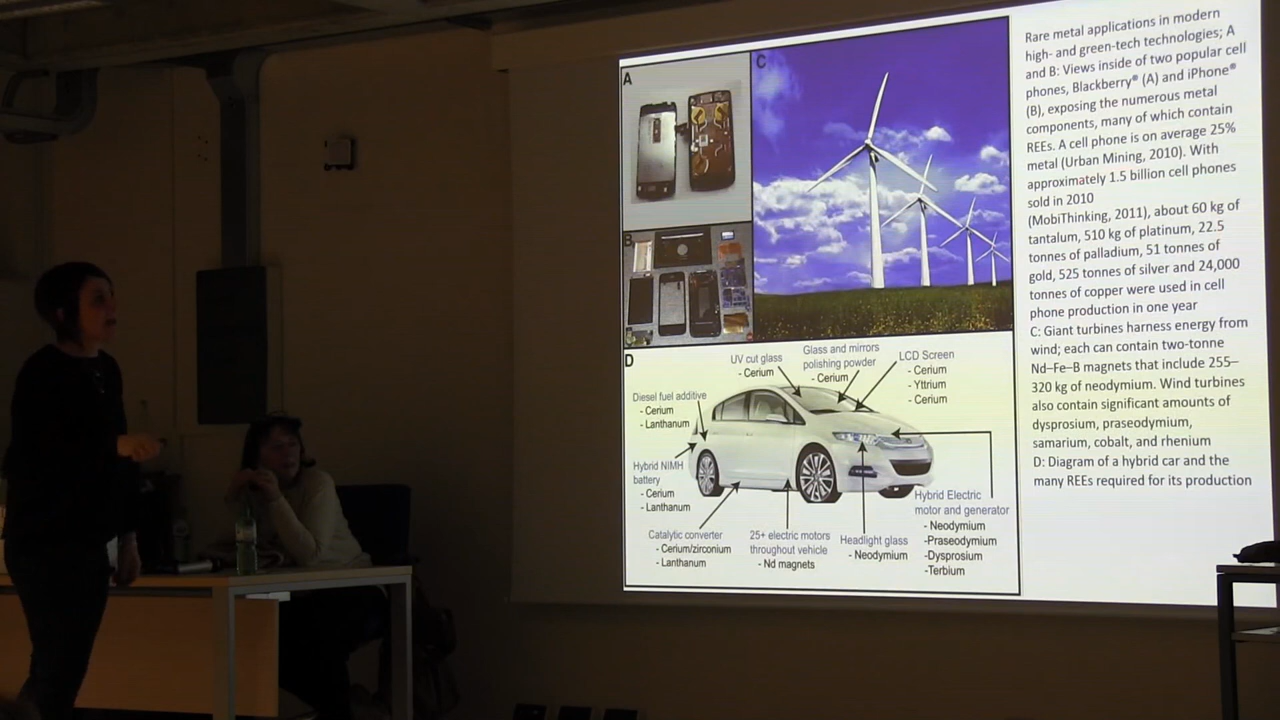 A
B
C
D
UV cut glass
- Cerium
Glass and mirrors
polishing powder
- Cerium
LCD Screen
- Cerium
- Yttrium
- Cerium
Diesel fuel additive
- Cerium
- Lanthanum
Hybrid NIMH
battery
- Cerium
- Lanthanum
Catalytic converter
- Cerium/zirconium
- Lanthanum
25+ electric motors
throughout vehicle
- Nd magnets
Headlight glass
- Neodymium
Hybrid Electric
motor and generator
- Neodymium
-Praseodymium
-Dysprosium
-Terbium
Rare metal applications in modern
high- and green-tech technologies; A
and B: Views inside of two popular cell
phones, Blackberry® (A) and iPhone®
(B), exposing the numerous metal
components, many of which contain
REEs. A cell phone is on average 25%
metal (Urban Mining, 2010). With
approximately 1.5 billion cell phones
sold in 2010
(MobiThinking, 2011), about 60 kg of
tantalum, 510 kg of platinum, 22.5
tonnes of palladium, 51 tonnes of
gold, 525 tonnes of silver and 24,000
tonnes of copper were used in cell
phone production in one year
C: Giant turbines harness energy from
wind; each can contain two-tonne
Nd–Fe–B magnets that include 255–
320 kg of neodymium. Wind turbines
also contain significant amounts of
dysprosium, praseodymium,
samarium, cobalt, and rhenium
D: Diagram of a hybrid car and the
many REEs required for its production